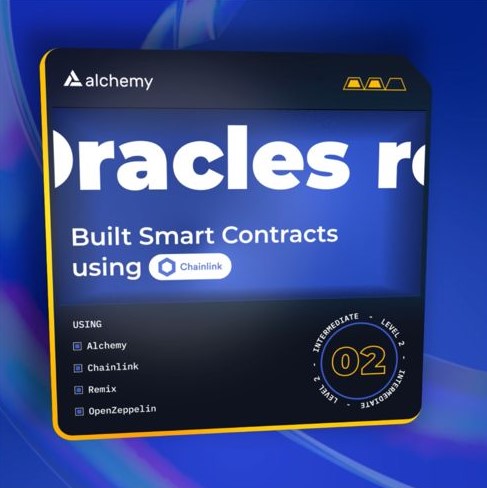 alchemy
Oracles
Built Smart Contracts
using Chainlink
USING
Alchemy
Chainlink
Remix
OpenZeppelin
INTERMEDIATE - LEVEL 2 - INTERMEDIATE - LEVEL 2 -
02